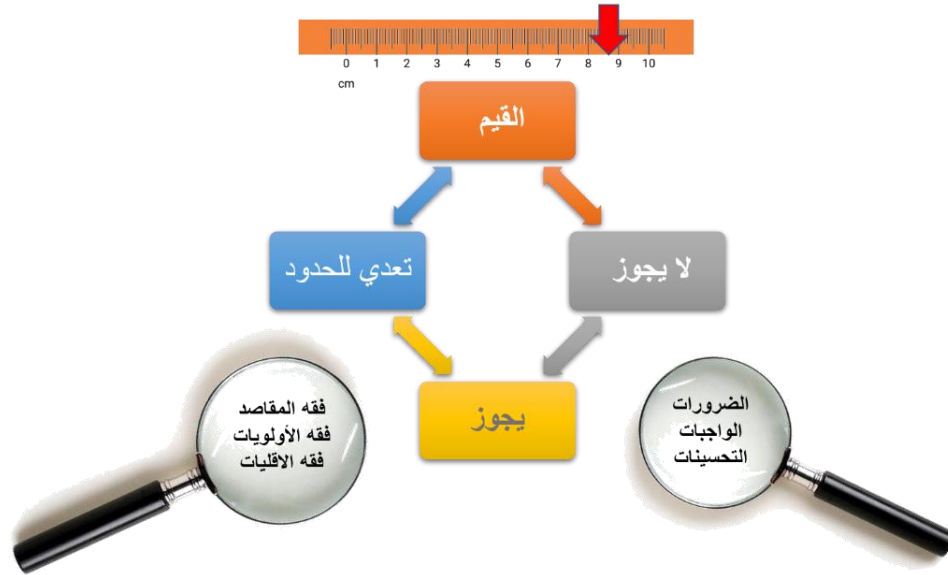 0 1 2 3 4 5 6 7 8 9 10
cm
القيم
تعدي للحدود
لا يجوز
يجوز
الضرورات
الواجبات
التحسينات
فقه المقاصد
فقه الأولويات
فقه الاقليات